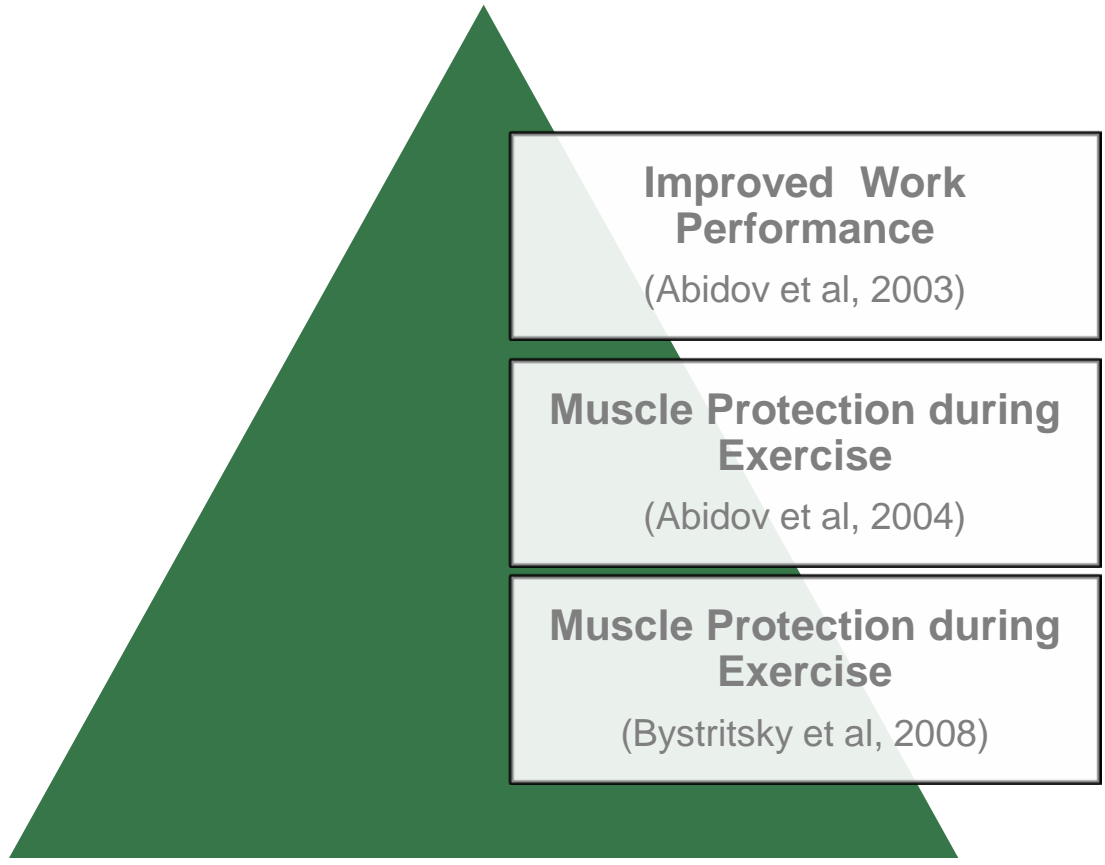 Improved Work
Performance
(Abidov et al, 2003)
Muscle Protection during
Exercise
(Abidov et al, 2004)
Muscle Protection during
Exercise
(Bystritsky et al, 2008)